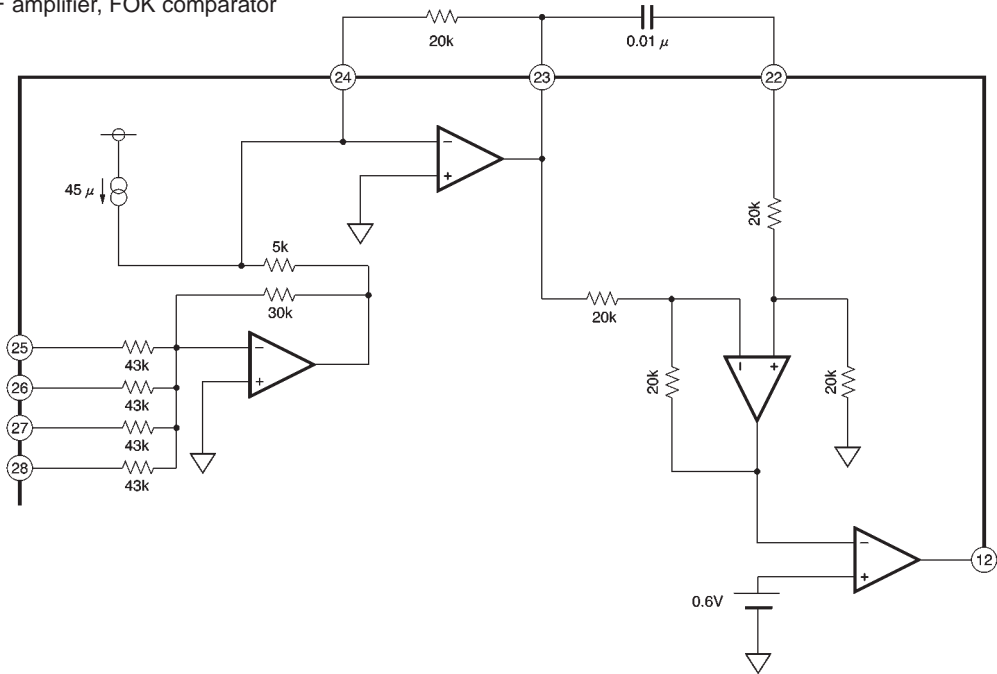 amplifier, FOK comparator
20k
0.01 μ
24
23
22
−
+
45 μ
20k
5k
30k
20k
25
43k
−
+
26
43k
27
43k
28
43k
20k
−
+
20k
−
+
12
0.6V